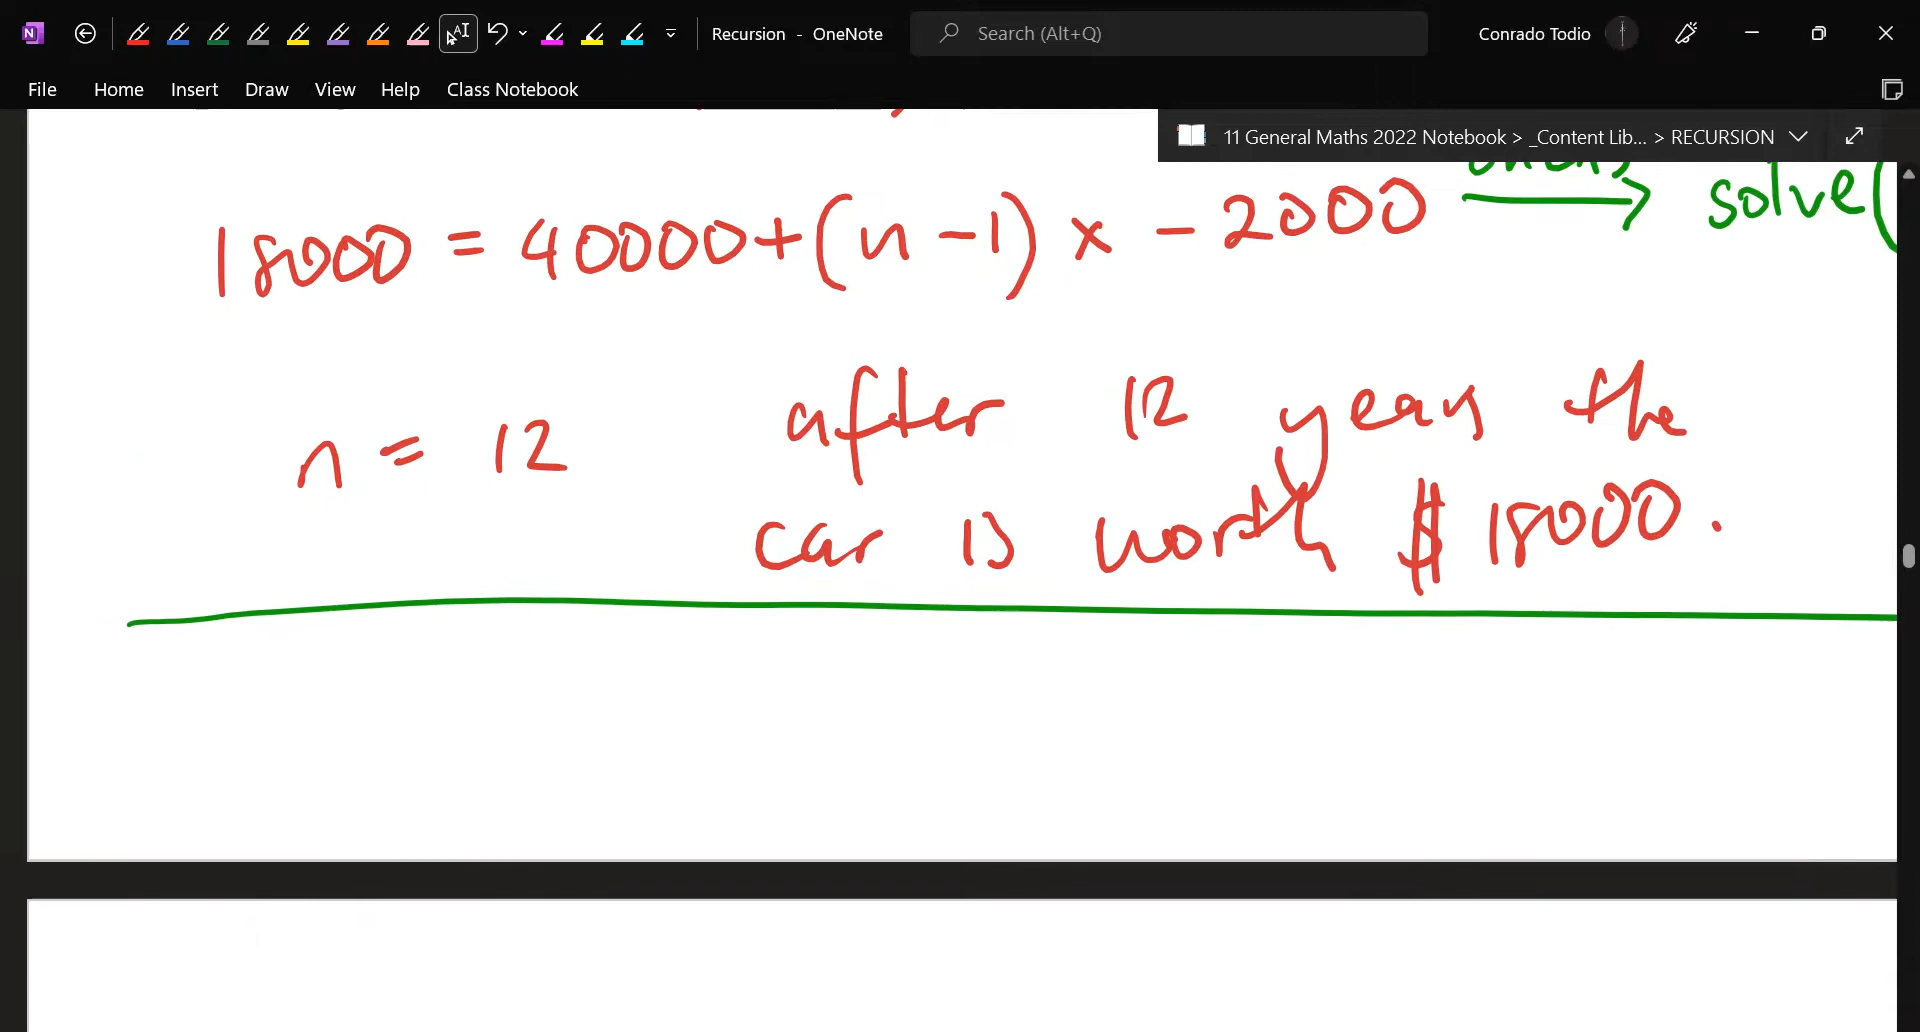 Recursion - OneNote
Search (Alt+Q)
Conrado Todio
File Home Insert Draw View Help Class Notebook
11 General Maths 2022 Notebook > _Content Lib... > RECURSION
18000 = 40000 + (n - 1) x - 2000 solve(
n = 12
after 12 years the
car is worth $ 18000.